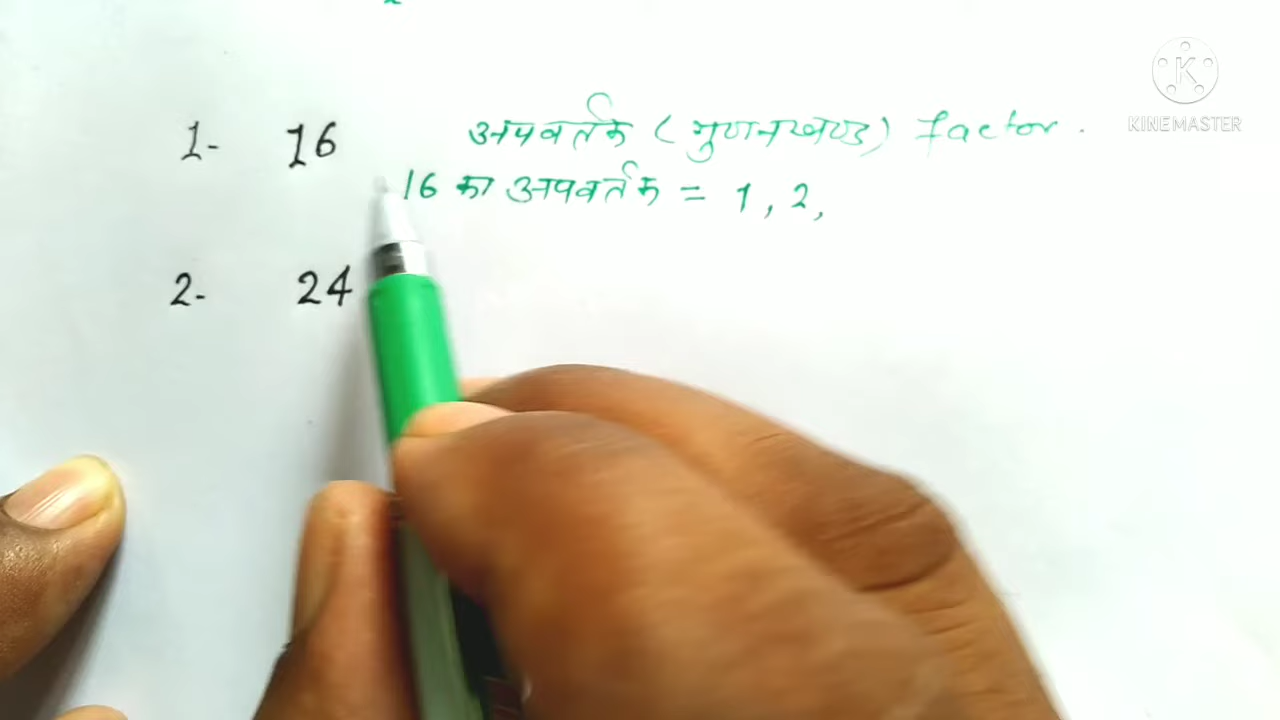 1- 16 अपवर्तक (गुणनखण्ड) factor.
16 का अपवर्तक = 1, 2,
2- 24
KINEMASTER